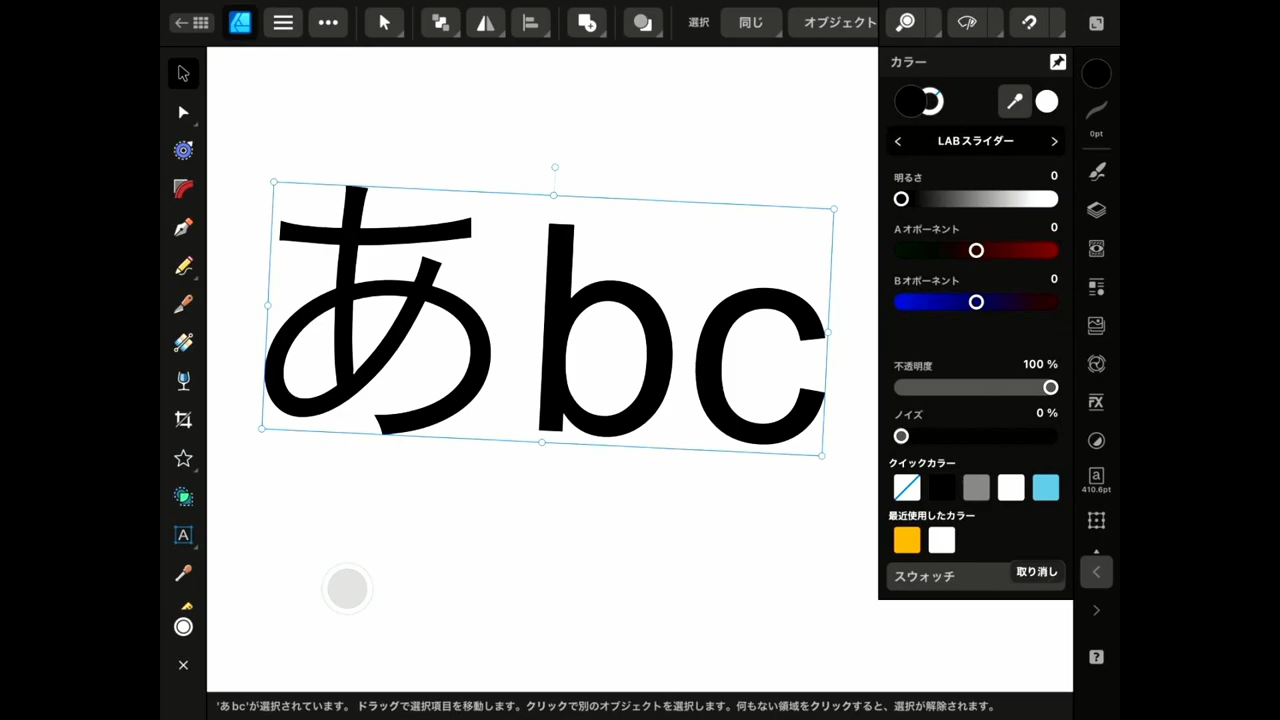 選択
同じ
オブジェクト
カラー
LABスライダー
明るさ
0
Aオポーネント
0
Bオポーネント
0
不透明度
100 %
ノイズ
0 %
クイックカラー
最近使用したカラー
スウォッチ
取り消し
0pt
FX
a
410.6pt
?
A
あbc
'あbc'が選択されています。 ドラッグで選択項目を移動します。クリックで別のオブジェクトを選択します。何もない領域をクリックすると、選択が解除されます。